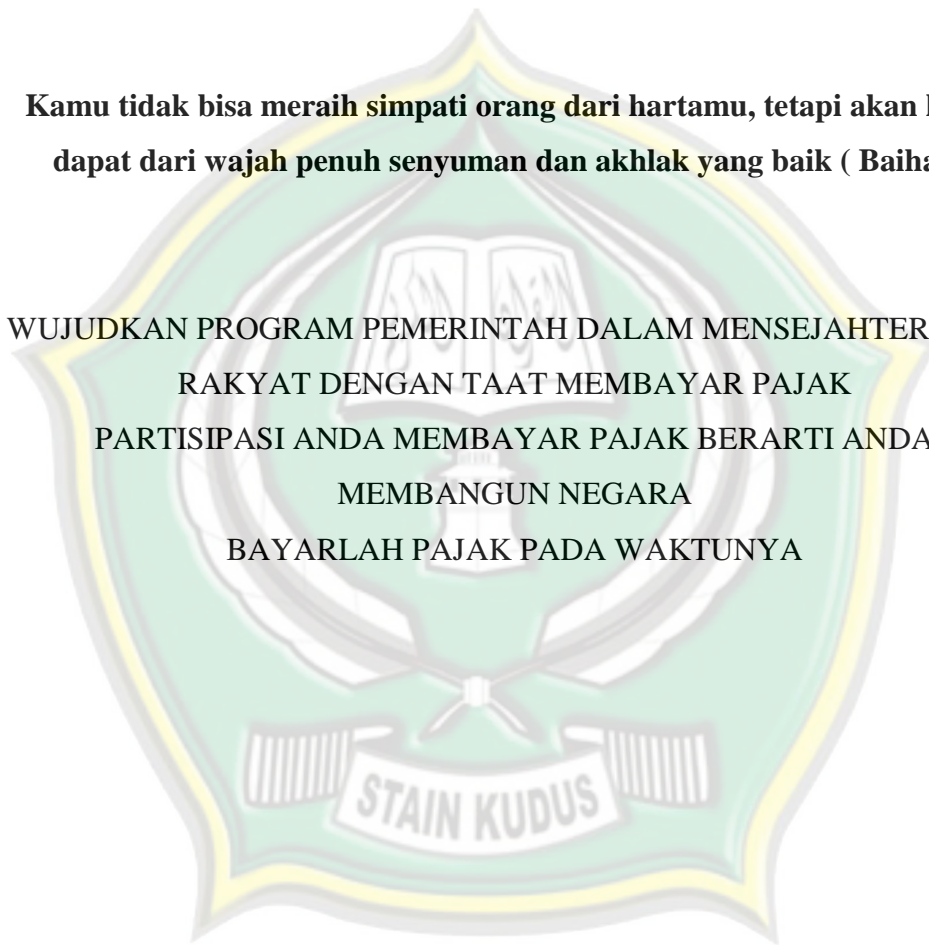 Kamu tidak bisa meraih simpati orang dari hartamu, tetapi akan
dapat dari wajah penuh senyuman dan akhlak yang baik (
WUJUDKAN PROGRAM PEMERINTAH DALAM
RAKYAT DENGAN TAAT MEMBAYAR PAJAK
PARTISIPASI ANDA MEMBAYAR PAJAK BERARTI ANDA
MEMBANGUN NEGARA
BAYARLAH PAJAK PADA WAKTUNYA
STAIN KUDUS